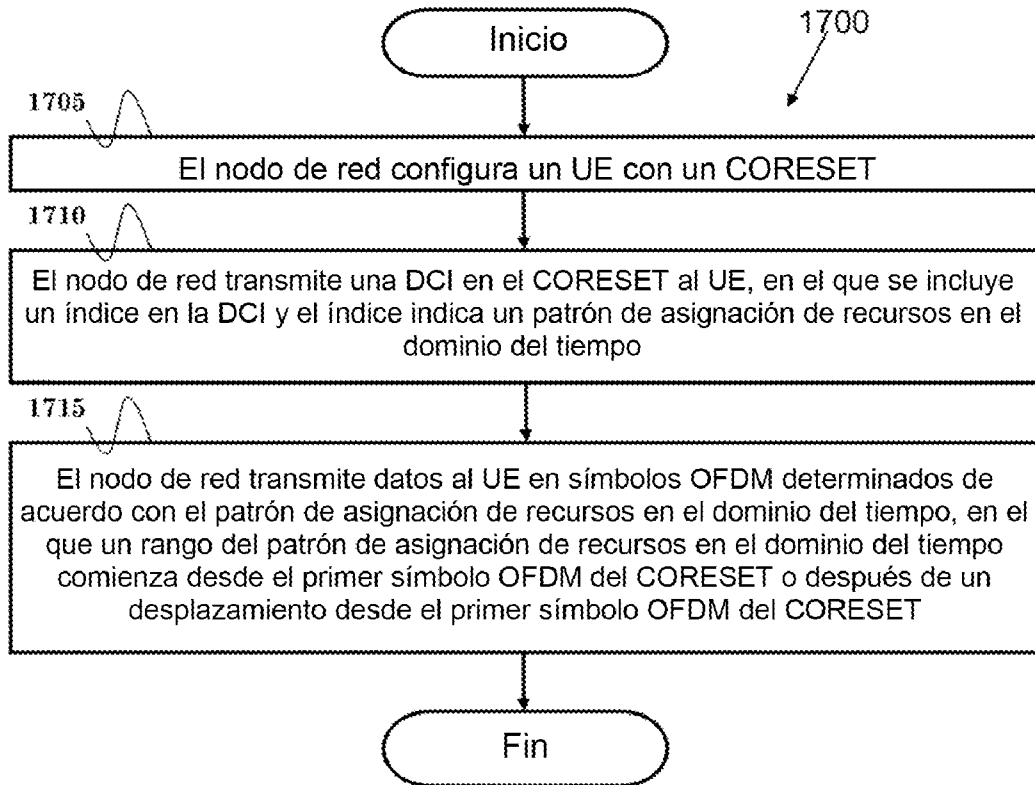 Inicio
1700
1705
El nodo de red configura un UE con un CORESET
1710
El nodo de red transmite una DCI en el CORESET al UE, en el que se incluye
un índice en la DCI y el índice indica un patrón de asignación de recursos en el
dominio del tiempo
1715
El nodo de red transmite datos al UE en símbolos OFDM determinados de
acuerdo con el patrón de asignación de recursos en el dominio del tiempo, en el
que un rango del patrón de asignación de recursos en el dominio del tiempo
comienza desde el primer símbolo OFDM del CORESET o después de un
desplazamiento desde el primer símbolo OFDM del CORESET
Fin